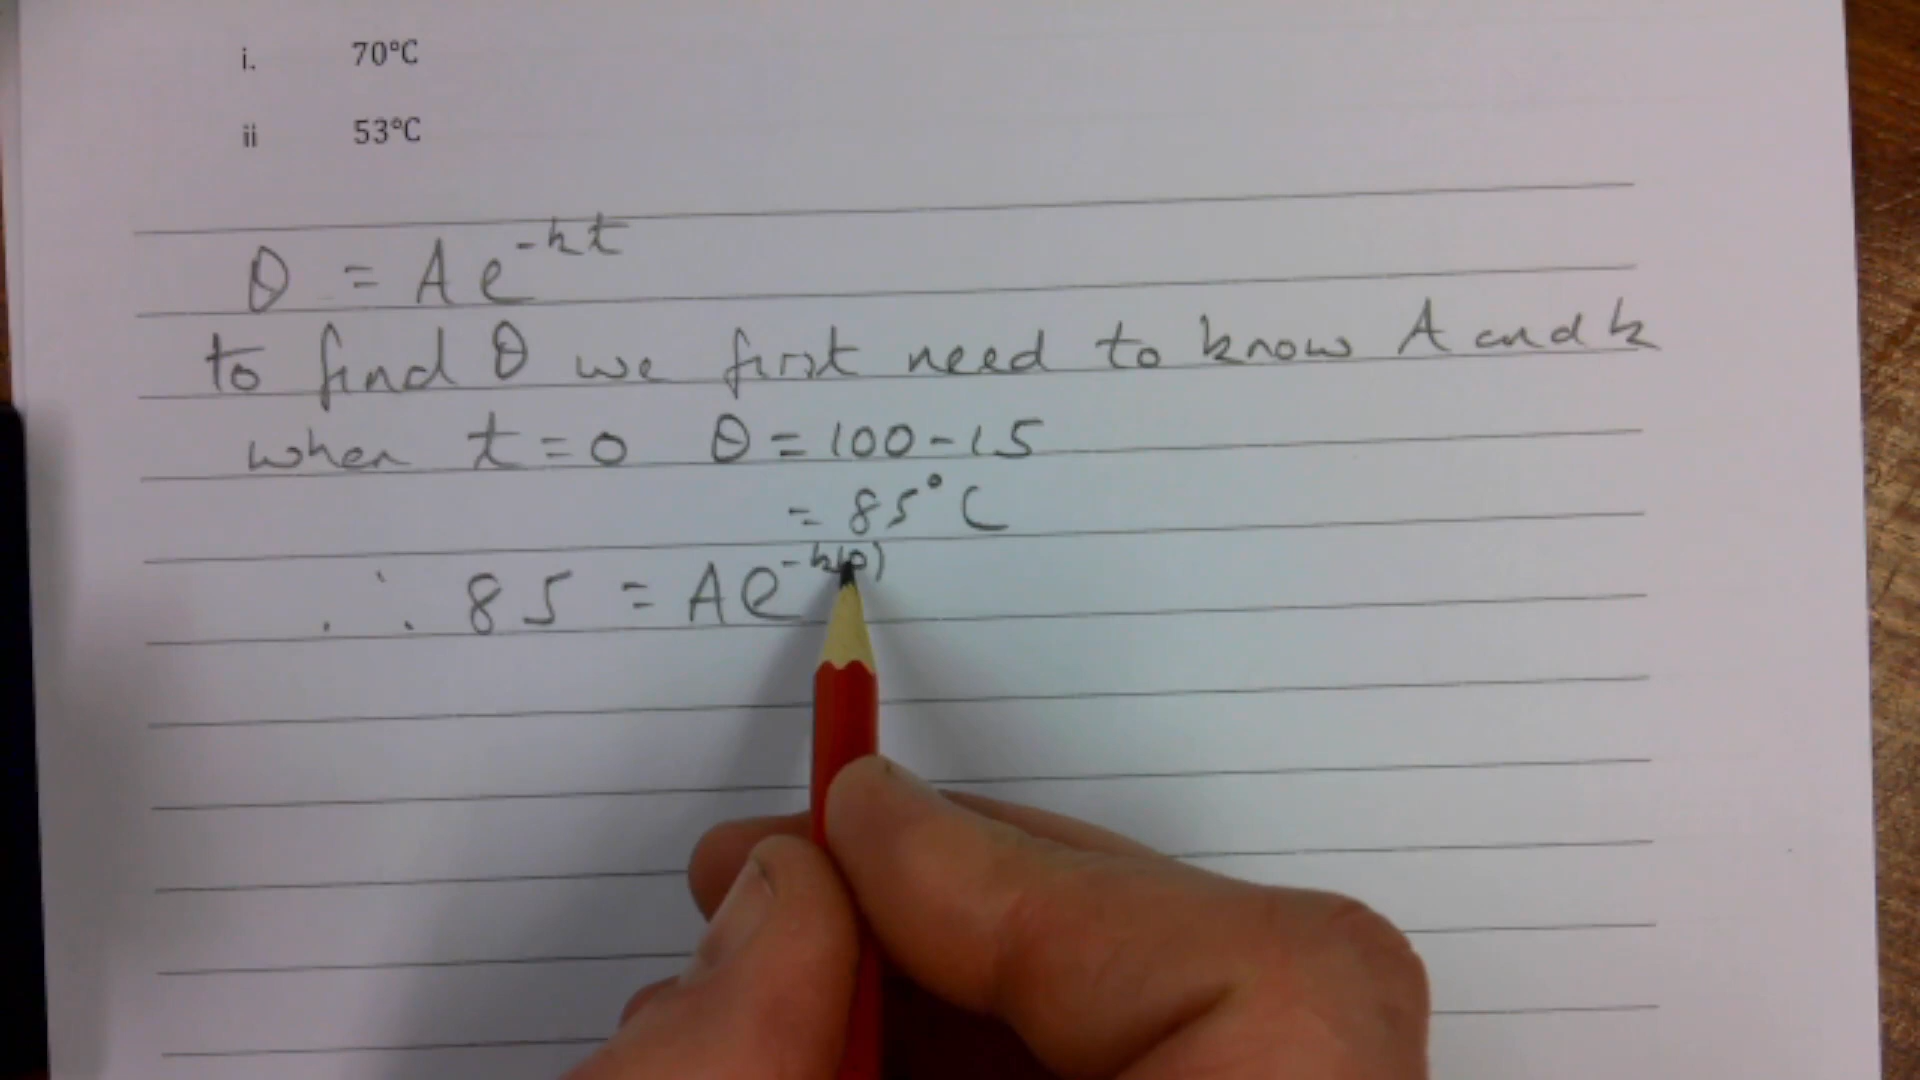 i. 70°C
ii 53°C
θ = Ae^-kt
to find θ we first need to know A and k
when t = 0 θ = 100 - 15
= 85°C
∴ 85 = Ae^-k(0)